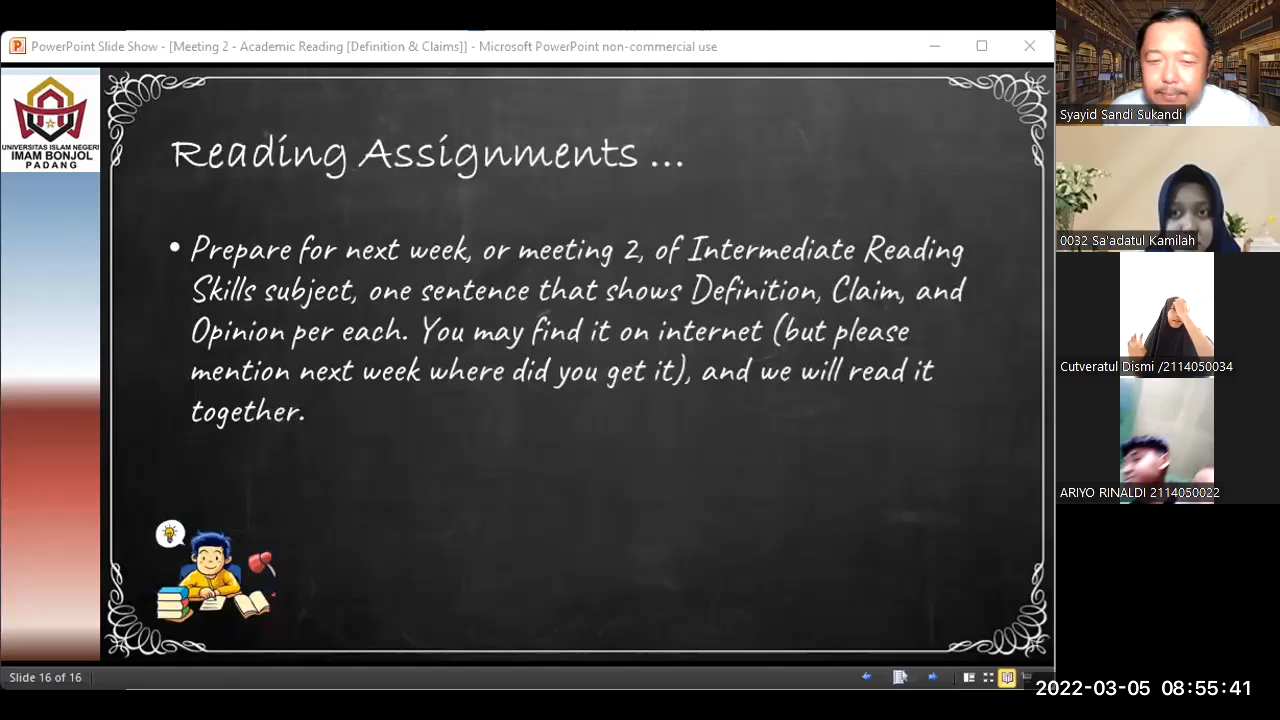 PowerPoint Slide Show - [Meeting 2 - Academic Reading [Definition & Claims]] - Microsoft PowerPoint non-commercial use
UNIVERSITAS ISLAM NEGERI
IMAM BONJOL
PADANG
Reading Assignments ...
• Prepare for next week, or meeting 2, of Intermediate Reading
Skills subject, one sentence that shows Definition, Claim, and
Opinion per each. You may find it on internet (but please
mention next week where did you get it), and we will read it
together.
Slide 16 of 16
Syayid Sandi Sukandi
0032 Sa'adatul Kamilah
Cutveratul Dismi /2114050034
ARIYO RINALDI 2114050022
2022-03-05 08:55:41